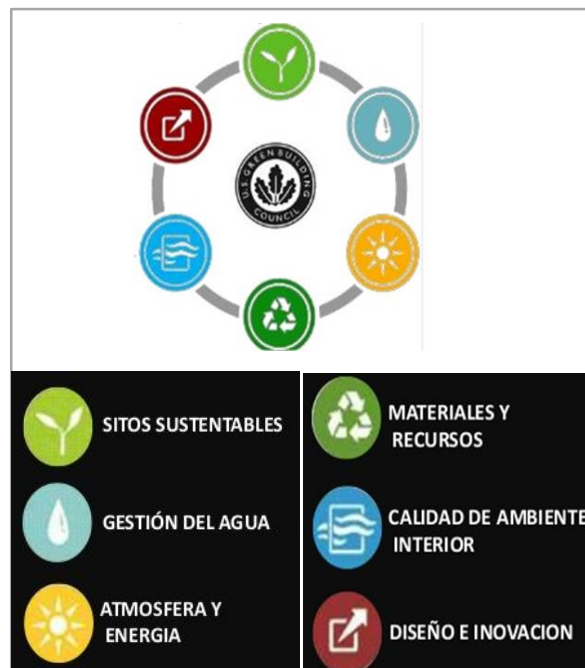 U.S. GREEN BUILDING
COUNCIL
SITOS SUSTENTABLES
GESTIÓN DEL AGUA
ATMOSFERA Y
ENERGIA
MATERIALES Y
RECURSOS
CALIDAD DE AMBIENTE
INTERIOR
DISEÑO E INOVACION